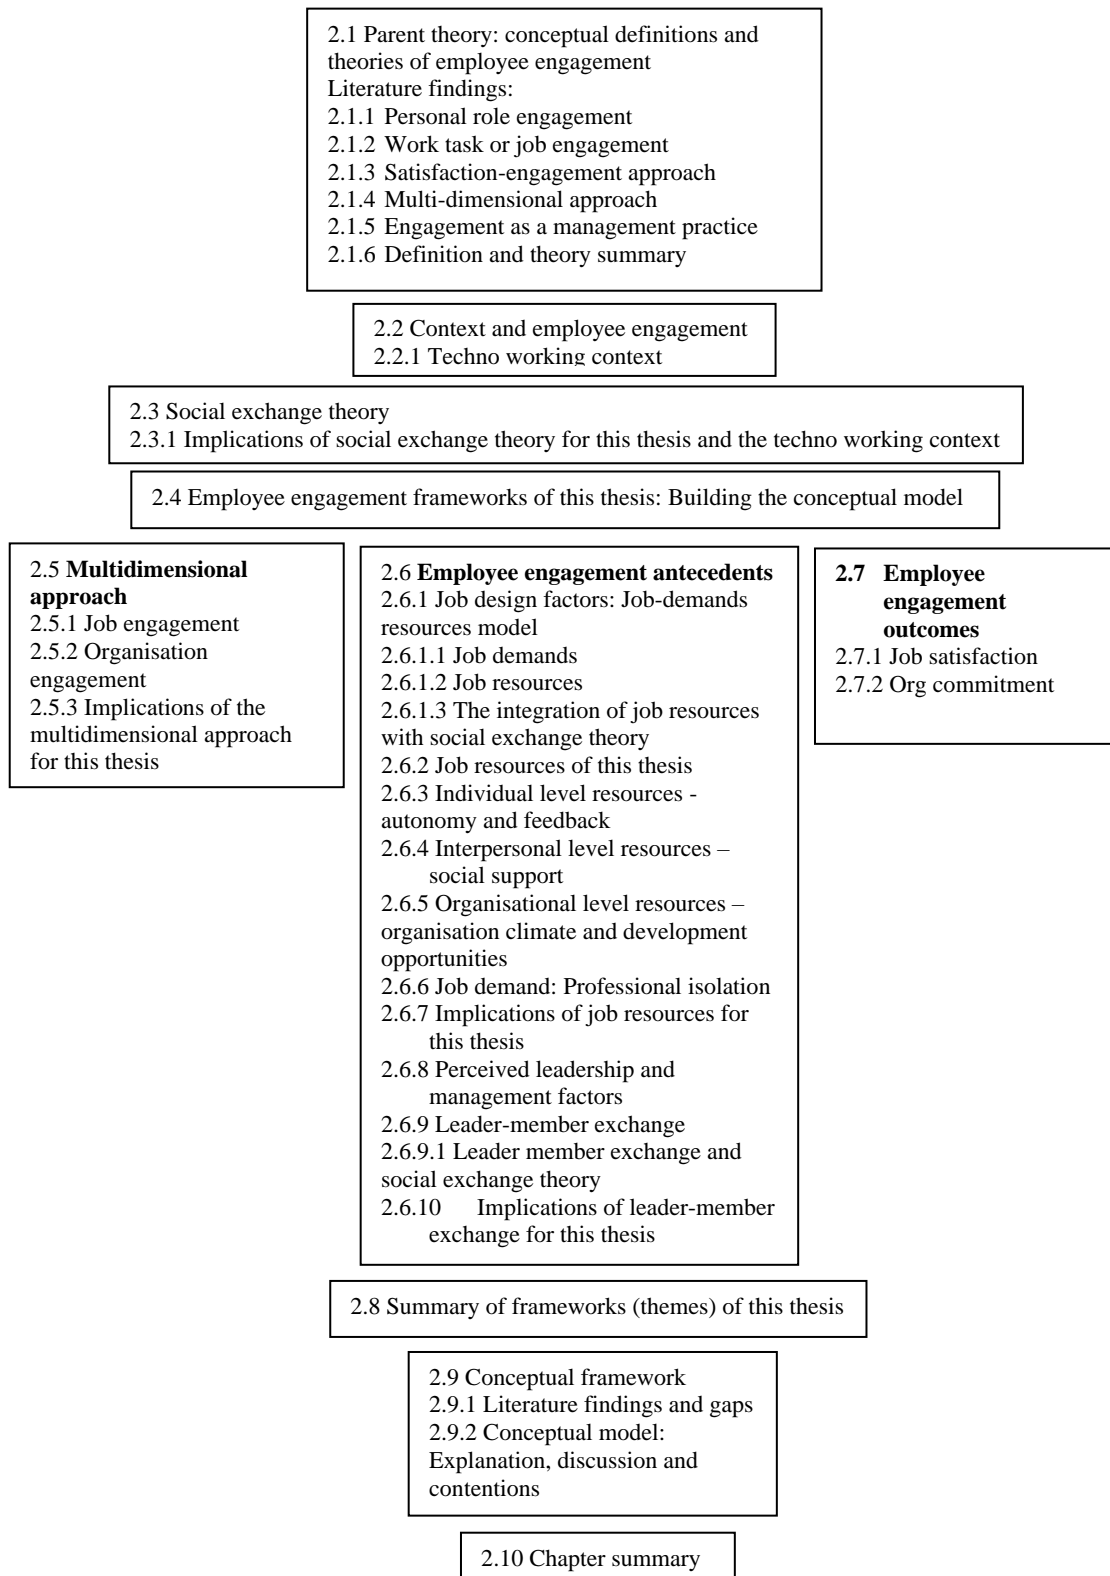 2.1 Parent theory: conceptual definitions and
theories of employee engagement
Literature findings:
2.1.1 Personal role engagement
2.1.2 Work task or job engagement
2.1.3 Satisfaction-engagement approach
2.1.4 Multi-dimensional approach
2.1.5 Engagement as a management practice
2.1.6 Definition and theory summary
2.2 Context and employee engagement
2.2.1 Techno working context
2.3 Social exchange theory
2.3.1 Implications of social exchange theory for this thesis and the techno working context
2.4 Employee engagement frameworks of this thesis: Building the conceptual model
2.5 Multidimensional
approach
2.5.1 Job engagement
2.5.2 Organisation
engagement
2.5.3 Implications of the
multidimensional approach
for this thesis
2.6 Employee engagement antecedents
2.6.1 Job design factors: Job-demands
resources model
2.6.1.1 Job demands
2.6.1.2 Job resources
2.6.1.3 The integration of job resources
with social exchange theory
2.6.2 Job resources of this thesis
2.6.3 Individual level resources -
autonomy and feedback
2.6.4 Interpersonal level resources –
social support
2.6.5 Organisational level resources –
organisation climate and development
opportunities
2.6.6 Job demand: Professional isolation
2.6.7 Implications of job resources for
this thesis
2.6.8 Perceived leadership and
management factors
2.6.9 Leader-member exchange
2.6.9.1 Leader member exchange and
social exchange theory
2.6.10 Implications of leader-member
exchange for this thesis
2.7 Employee
engagement
outcomes
2.7.1 Job satisfaction
2.7.2 Org commitment
2.8 Summary of frameworks (themes) of this thesis
2.9 Conceptual framework
2.9.1 Literature findings and gaps
2.9.2 Conceptual model:
Explanation, discussion and
contentions
2.10 Chapter summary